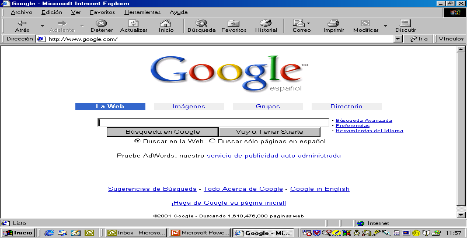 Google - Microsoft Internet Explorer
Archivo Edición Ver Favoritos Herramientas Ayuda
Atrás Adelante Detener Actualizar Inicio Búsqueda Favoritos Historial Correo Imprimir Modificar Discutir
Dirección http://www.google.com/ Ir a Vínculos
Google
español
La Web Imágenes Grupos Directorio
Búsqueda Avanzada
Preferencias
Herramientas del idioma
Búsqueda en Google Voy a Tener Suerte
Buscar en la Web Buscar sólo páginas en español
Pruebe AdWords: nuestro servicio de publicidad auto administrado
Sugerencias de Búsqueda - Todo Acerca de Google - Google in English
¡Haga de Google su página inicial!
©2001 Google - Buscando 1,610,476,000 páginas web
Listo Internet
Inicio Inbox - Microso... Microsoft Powe... Google - Mi... 11:57